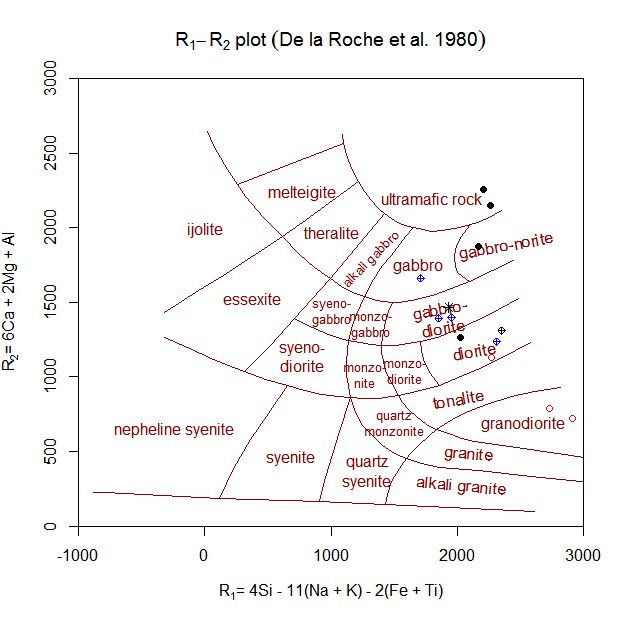 R₁– R₂ plot (De la Roche et al. 1980)
3000
2500
2000
1500
1000
500
0
R₂= 6Ca + 2Mg + Al
melteigite
ultramafic rock
ijolite
theralite
alkali gabbro
gabbro-norite
gabbro
essexite
syeno-
gabbro
monzo-
gabbro
gabbro-
diorite
syeno-
diorite
monzo-
nite
monzo-
diorite
diorite
tonalite
nepheline syenite
quartz
monzonite
granodiorite
syenite
quartz
syenite
granite
alkali granite
-1000
0
1000
2000
3000
R₁= 4Si - 11(Na + K) - 2(Fe + Ti)